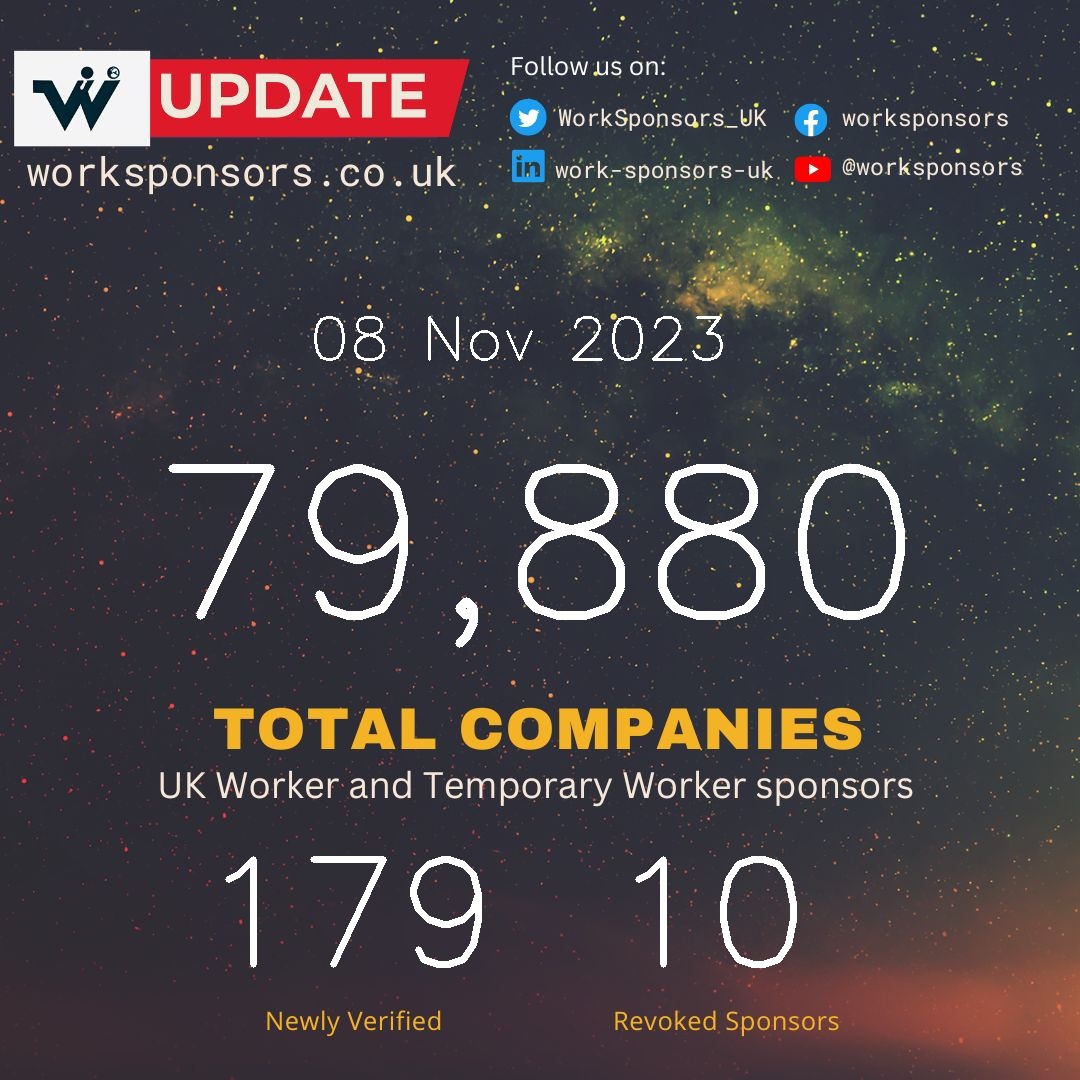 UPDATE
worksponsors.co.uk
Follow us on:
WorkSponsors_UK
worksponsors
work-sponsors-uk
@worksponsors
08 Nov 2023
79,880
TOTAL COMPANIES
UK Worker and Temporary Worker sponsors
179 10
Newly Verified Revoked Sponsors